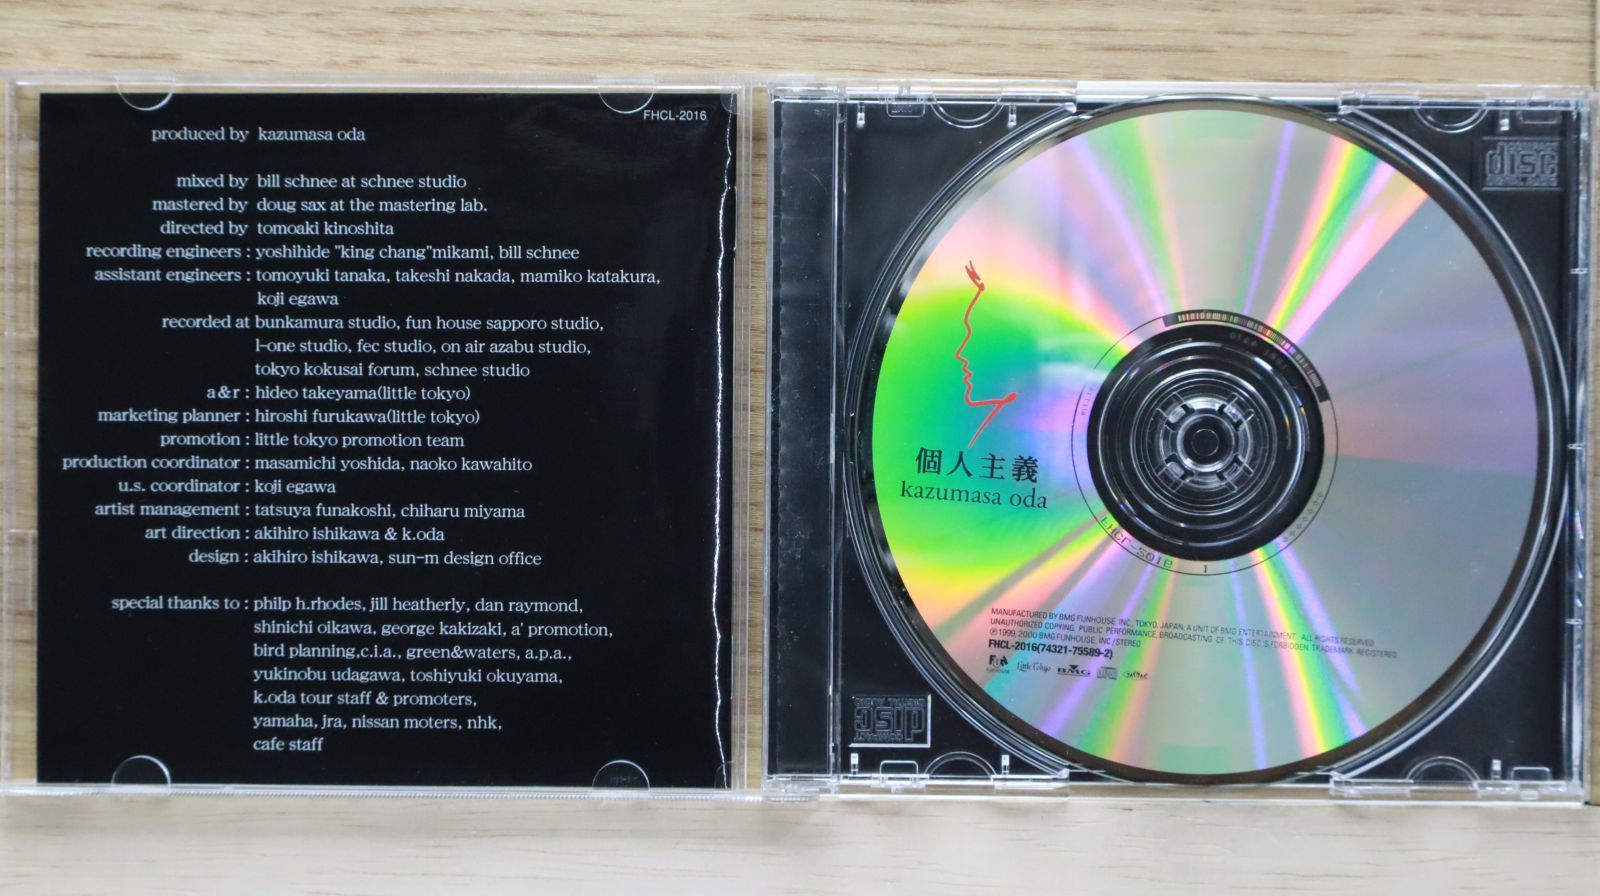 FHCL-2016
produced by kazumasa oda
mixed by bill schnee at schnee studio
mastered by doug sax at the mastering lab.
directed by tomoaki kinoshita
recording engineers : yoshihide "king chang"mikami, bill schnee
assistant engineers : tomoyuki tanaka, takeshi nakada, mamiko katakura,
koji egawa
recorded at bunkamura studio, fun house sapporo studio,
l-one studio, fec studio, on air azabu studio,
tokyo kokusai forum, schnee studio
a&r : hideo takeyama(little tokyo)
marketing planner : hiroshi furukawa(little tokyo)
promotion : little tokyo promotion team
production coordinator : masamichi yoshida, naoko kawahito
u.s. coordinator : koji egawa
artist management : tatsuya funakoshi, chiharu miyama
art direction : akihiro ishikawa & k.oda
design : akihiro ishikawa, sun-m design office
special thanks to : philp h.rhodes, jill heatherly, dan raymond,
shinichi oikawa, george kakizaki, a' promotion,
bird planning,c.i.a., green&waters, a.p.a.,
yukinobu udagawa, toshiyuki okuyama,
k.oda tour staff & promoters,
yamaha, jra, nissan moters, nhk,
cafe staff
COMPACT
disc
DIGITAL AUDIO
個人主義
kazumasa oda
MANUFACTURED BY BMG FUNHOUSE, INC., TOKYO, JAPAN, A UNIT OF BMG ENTERTAINMENT. ALL RIGHTS RESERVED.
UNAUTHORIZED COPYING, PUBLIC PERFORMANCE, BROADCASTING OF THIS DISC IS FORBIDDEN. TRADEMARK REGISTERED.
℗1999, 2000 BMG FUNHOUSE, INC./STEREO
FHCL-2016(74321-75589-2)
Little Tokyo
BMG
COMPACT
disc
DIGITAL AUDIO